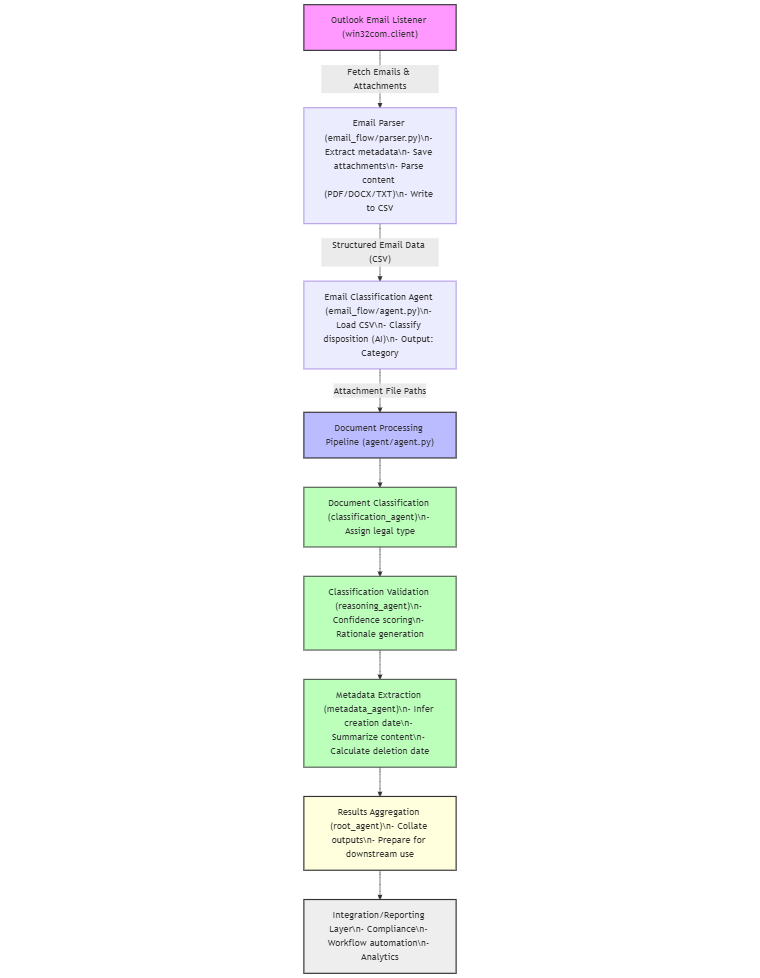 Outlook Email Listener
(win32com.client)
Fetch Emails &
Attachments
Email Parser
(email_flow/parser.py)\n-
Extract metadata\n- Save
attachments\n- Parse
content
(PDF/DOCX/TXT)\n- Write
to CSV
Structured Email Data
(CSV)
Email Classification Agent
(email_flow/agent.py)\n-
Load CSV\n- Classify
disposition (AI)\n- Output:
Category
Attachment File Paths
Document Processing
Pipeline (agent/agent.py)
Document Classification
(classification_agent)\n-
Assign legal type
Classification Validation
(reasoning_agent)\n-
Confidence scoring\n-
Rationale generation
Metadata Extraction
(metadata_agent)\n- Infer
creation date\n-
Summarize content\n-
Calculate deletion date
Results Aggregation
(root_agent)\n- Collate
outputs\n- Prepare for
downstream use
Integration/Reporting
Layer\n- Compliance\n-
Workflow automation\n-
Analytics